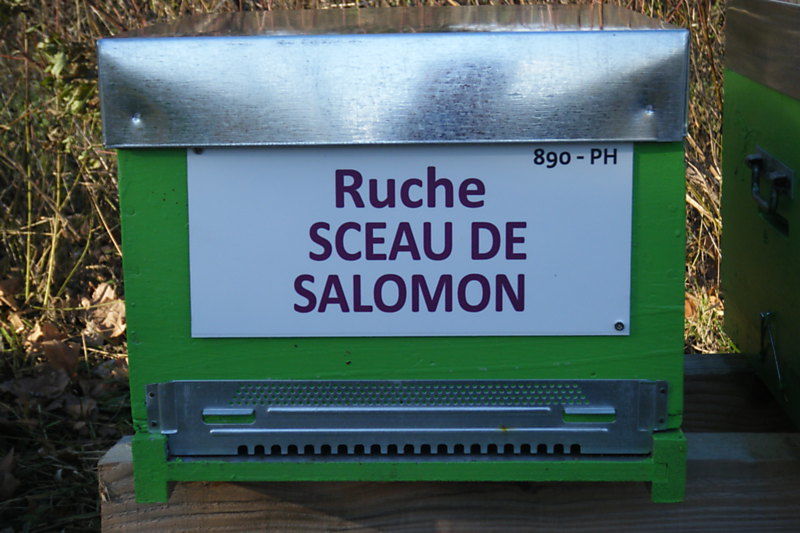 890 - PH
Ruche
SCEAU DE
SALOMON